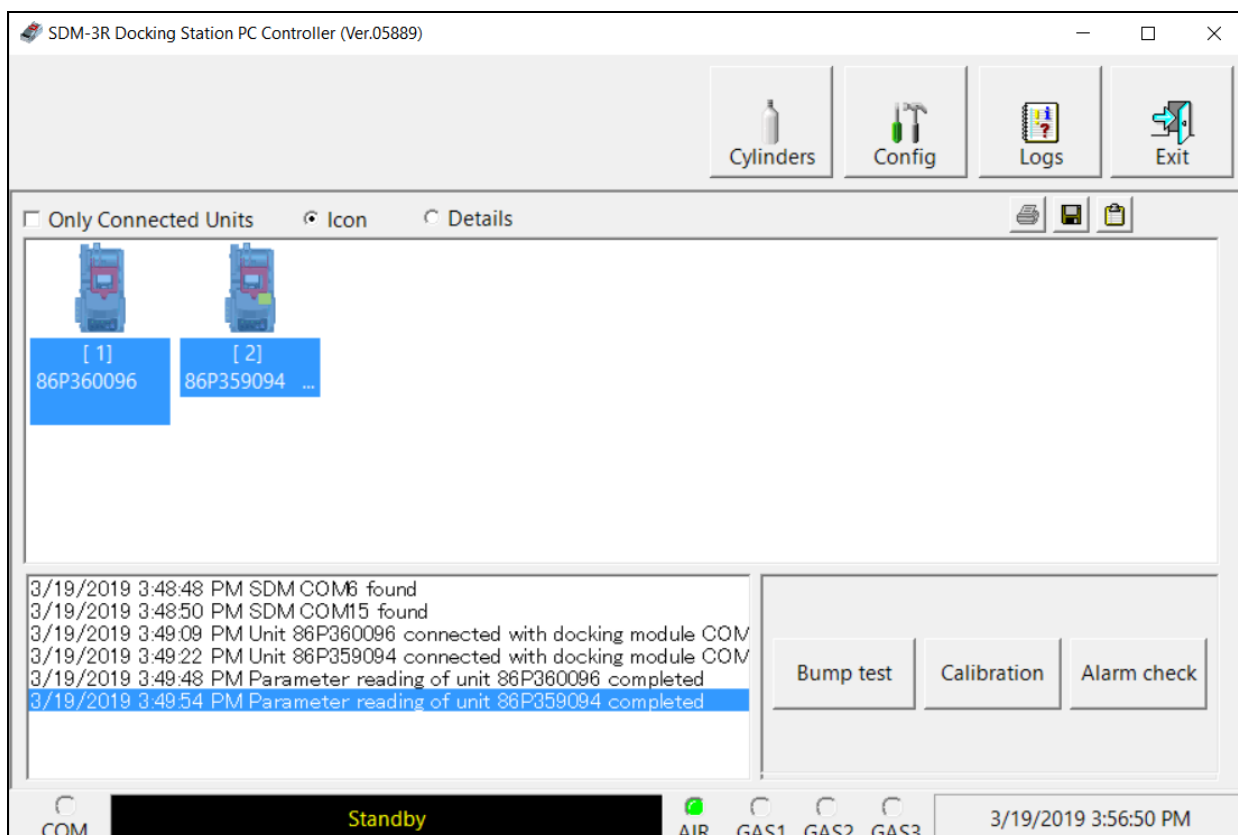 SDM-3R Docking Station PC Controller (Ver.05889)
Cylinders Config Logs Exit
Only Connected Units Icon Details
[ 1] [ 2]
86P360096 86P359094 ...
3/19/2019 3:48:48 PM SDM COM6 found
3/19/2019 3:48:50 PM SDM COM15 found
3/19/2019 3:49:09 PM Unit 86P360096 connected with docking module COM
3/19/2019 3:49:22 PM Unit 86P359094 connected with docking module COM
3/19/2019 3:49:48 PM Parameter reading of unit 86P360096 completed
3/19/2019 3:49:54 PM Parameter reading of unit 86P359094 completed
Bump test Calibration Alarm check
COM Standby AIR GAS1 GAS2 GAS3 3/19/2019 3:56:50 PM